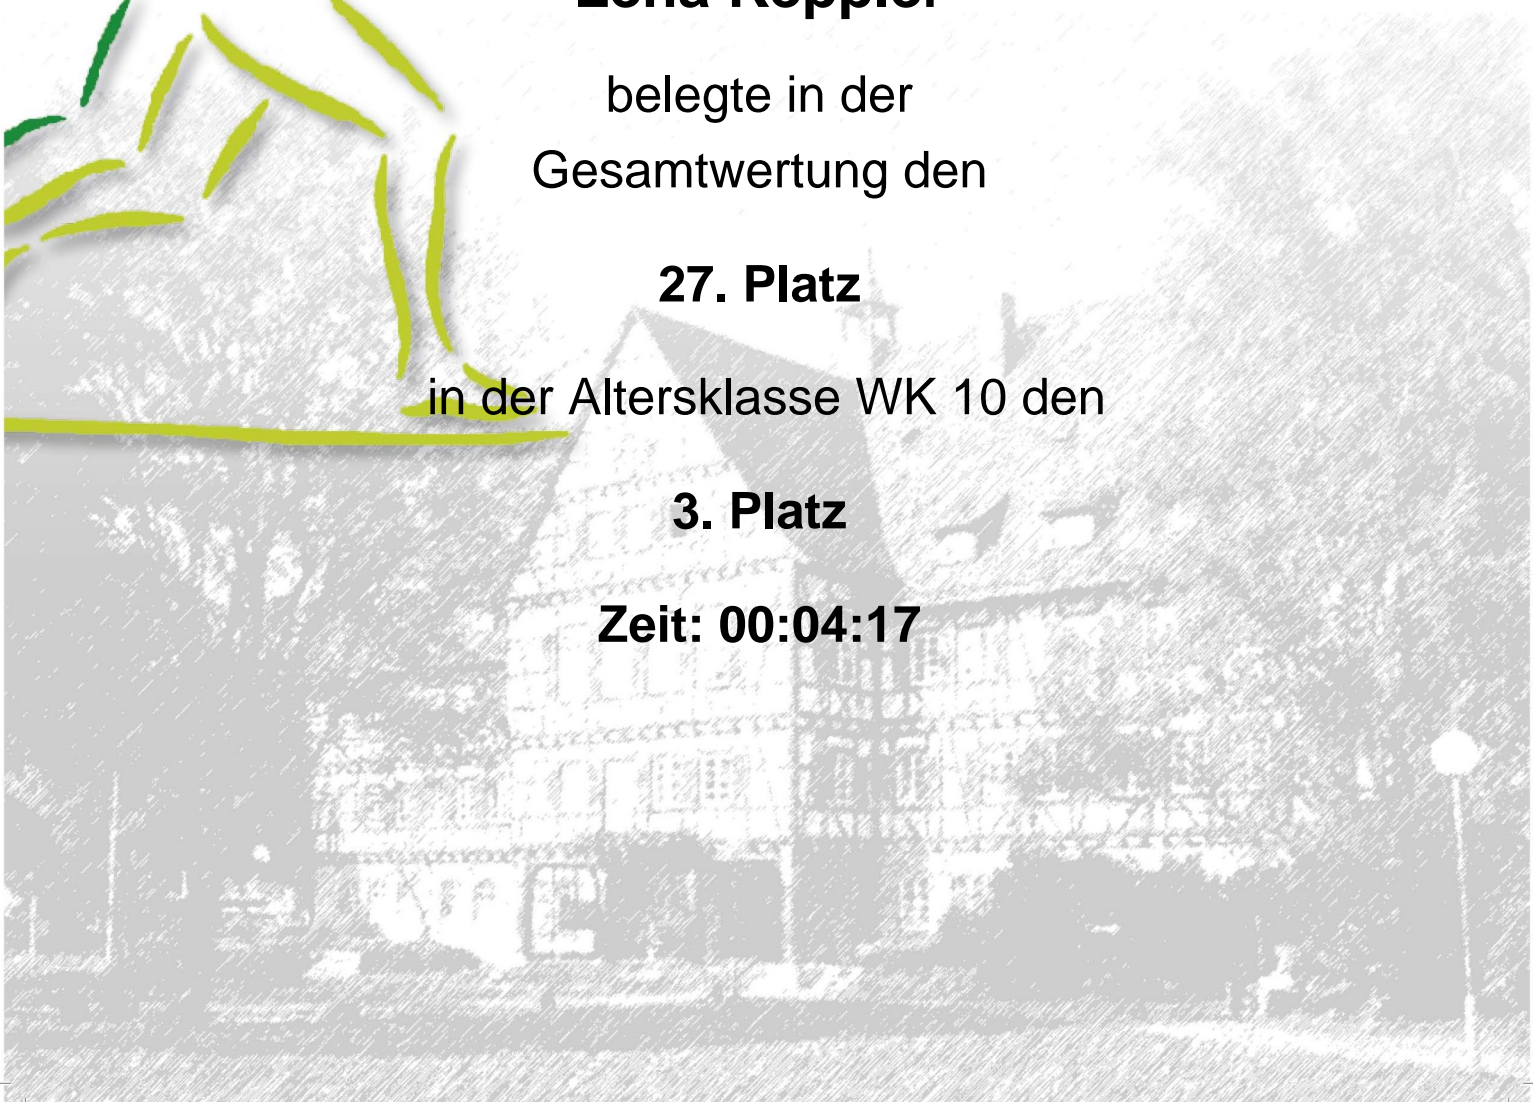 belegte in der
Gesamtwertung den
27. Platz
in der Altersklasse WK 10 den
3. Platz
Zeit: 00:04:17